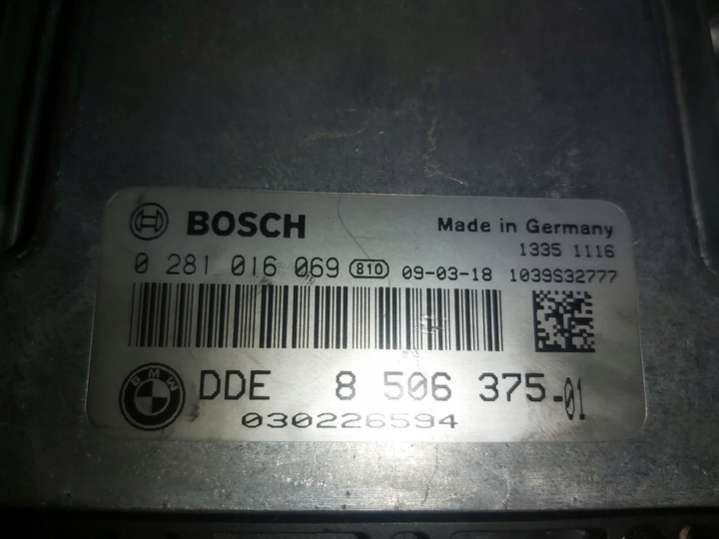 BOSCH
Made in Germany
1335 1116
0 281 016 069 810 09-03-18 1039S32777
BMW
DDE 8 506 375-01
030226594